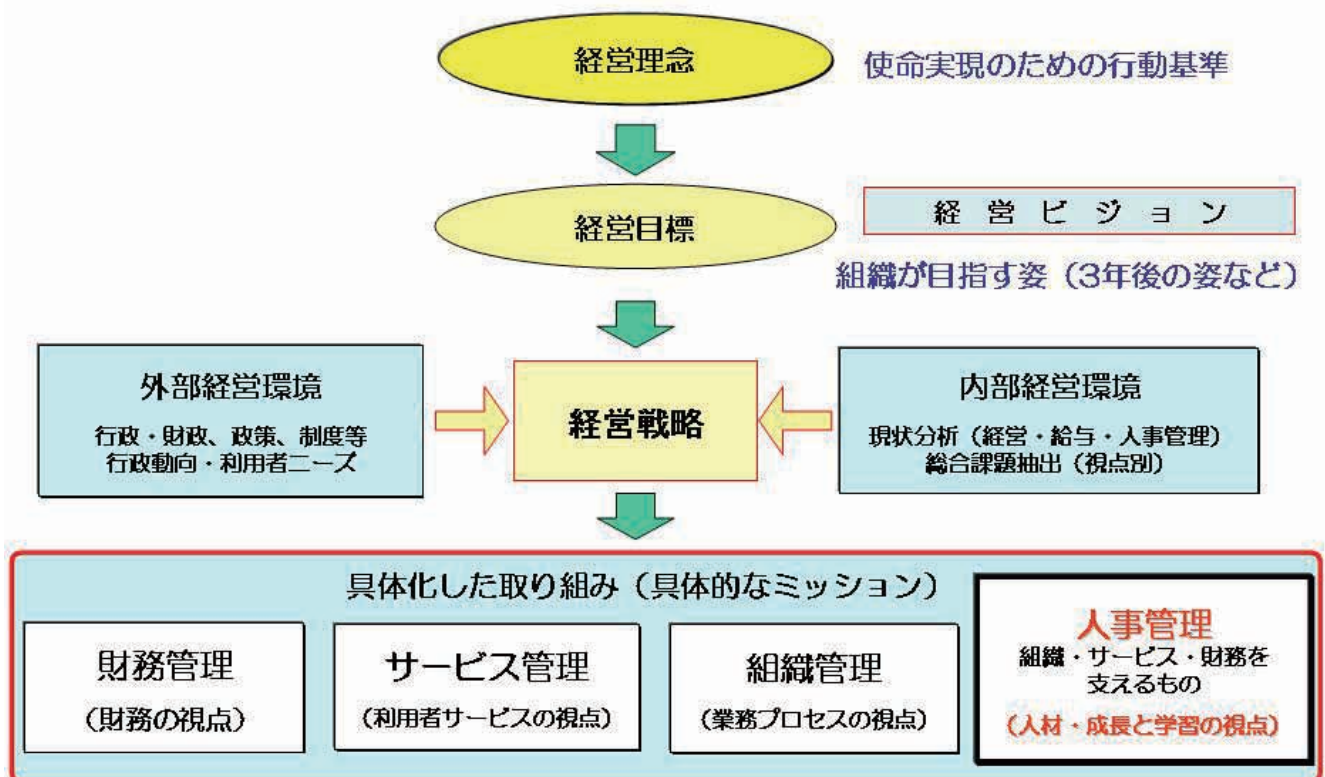 経営理念
使命実現のための行動基準
経営目標
経営ビジョン
組織が目指す姿（3年後の姿など）
外部経営環境
行政・財政、政策、制度等
行政動向・利用者ニーズ
経営戦略
内部経営環境
現状分析（経営・給与・人事管理）
総合課題抽出（視点別）
具体化した取り組み（具体的なミッション）
財務管理
（財務の視点）
サービス管理
（利用者サービスの視点）
組織管理
（業務プロセスの視点）
人事管理
組織・サービス・財務を
支えるもの
（人材・成長と学習の視点）